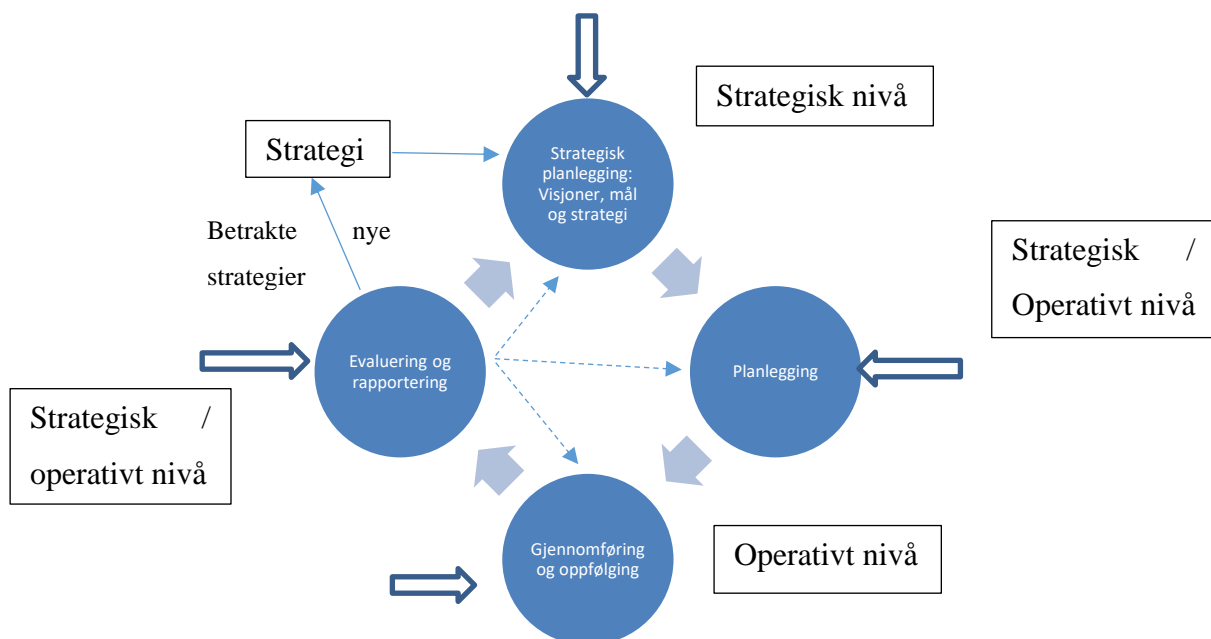 Strategisk nivå
Strategi
Strategisk
planlegging:
Visjoner, mål
og strategi
Betrakte nye
strategier
Strategisk /
Operativt nivå
Evaluering og
rapportering
Planlegging
Strategisk /
operativt nivå
Gjennomføring
og oppfølging
Operativt nivå